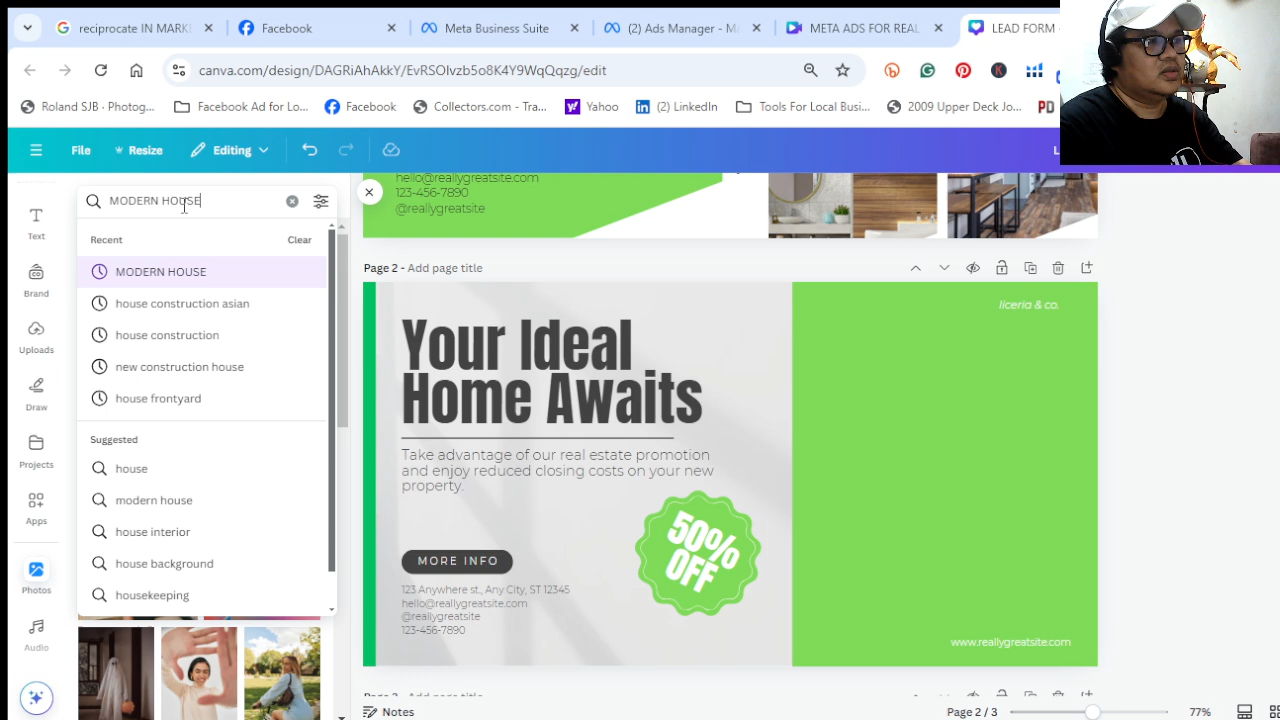 reciprocate IN MARK
Facebook
Meta Business Suite
(2) Ads Manager - M
META ADS FOR REAL
LEAD FORM
canva.com/design/DAGRiAhAkkY/EvRSOlvzb5o8K4Y9WqQqzg/edit
Roland SJB - Photog...
Facebook Ad for Lo...
Facebook
Collectors.com - Tra...
Yahoo
(2) LinkedIn
Tools For Local Busi...
2009 Upper Deck Jo...
PD
File
Resize
Editing
L
Text
Brand
Uploads
Draw
Projects
Apps
Photos
Audio
MODERN HOUSE
Recent
Clear
MODERN HOUSE
house construction asian
house construction
new construction house
house frontyard
Suggested
house
modern house
house interior
house background
housekeeping
hello@reallygreatsite.com
123-456-7890
@reallygreatsite
Page 2 - Add page title
Your Ideal
Home Awaits
Take advantage of our real estate promotion
and enjoy reduced closing costs on your new
property.
50%
OFF
MORE INFO
123 Anywhere st., Any City, ST 12345
hello@reallygreatsite.com
@reallygreatsite
123-456-7890
liceria & co.
www.reallygreatsite.com
Page 3 - Add page title
Notes
Page 2 / 3
77%